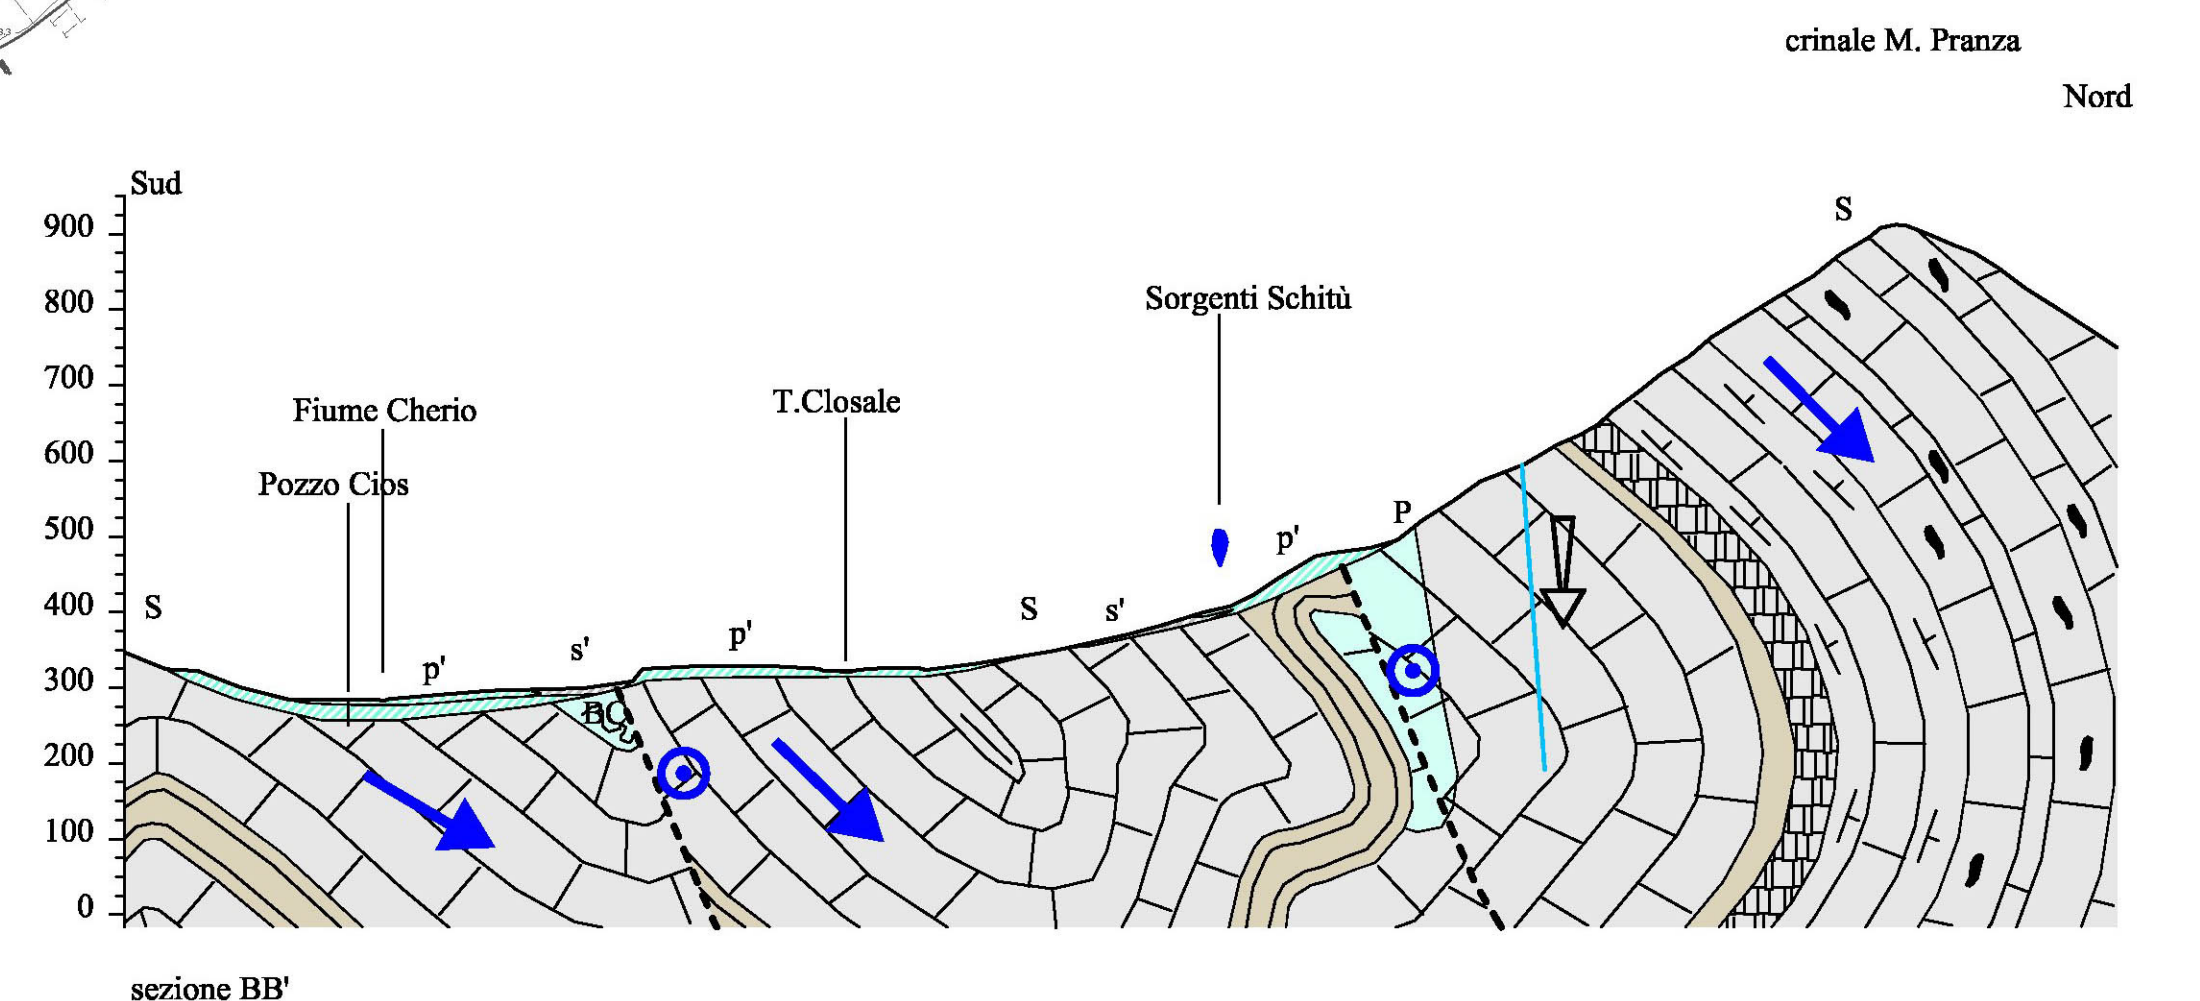 crinale M. Pranza
Nord
Sud
S
900
800
Sorgenti Schitù
700
Fiume Cherio
T.Closale
600
Pozzo Cios
500
P
p'
400
S
S
s'
s'
p'
300
p'
BC
200
100
0
sezione BB'